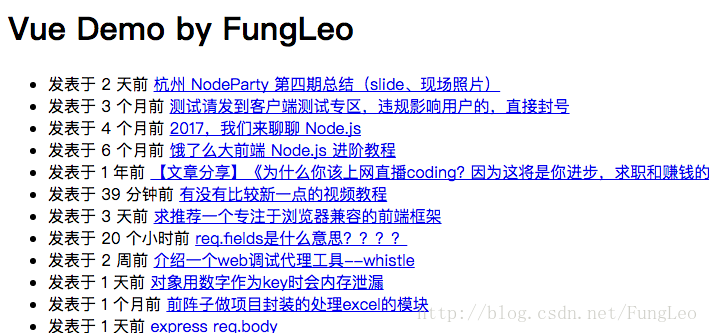 Vue Demo by FungLeo
发表于 2 天前 杭州 NodeParty 第四期总结（slide、现场照片）
发表于 3 个月前 测试请发到客户端测试专区，违规影响用户的，直接封号
发表于 4 个月前 2017，我们来聊聊 Node.js
发表于 6 个月前 饿了么大前端 Node.js 进阶教程
发表于 1 年前 【文章分享】《为什么你该上网直播coding？因为这将是你进步，求职和赚钱的
发表于 39 分钟前 有没有比较新一点的视频教程
发表于 3 天前 求推荐一个专注于浏览器兼容的前端框架
发表于 20 个小时前 req.fields是什么意思？？？？
发表于 2 周前 介绍一个web调试代理工具--whistle
发表于 1 天前 对象用数字作为key时会内存泄漏
发表于 1 个月前 前阵子做项目封装的处理excel的模块
http://blog.csdn.net/FungLeo
发表于 1 天前 express req.body